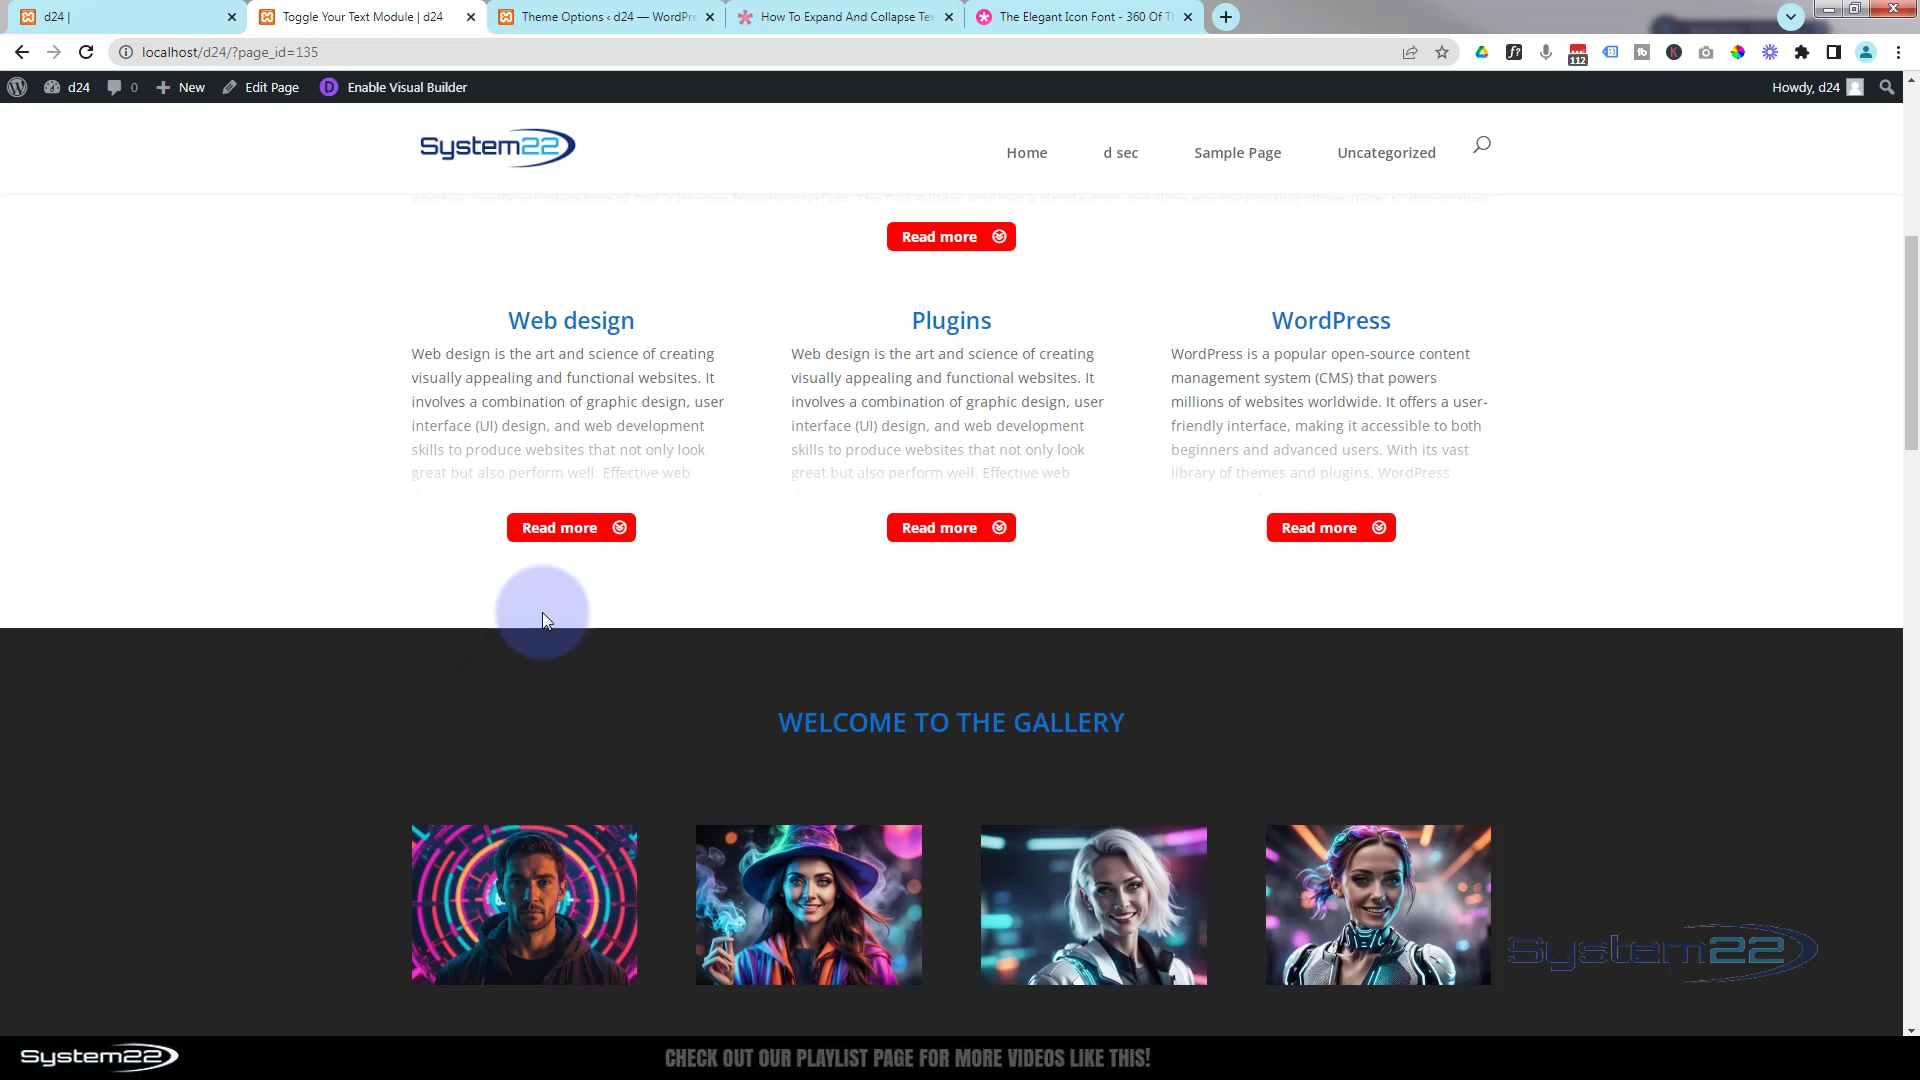 d24 |
Toggle Your Text Module | d24
Theme Options ‹ d24 — WordPre
How To Expand And Collapse Tex
The Elegant Icon Font - 360 Of Th
localhost/d24/?page_id=135
112
d24
0
New
Edit Page
Enable Visual Builder
Howdy, d24
System22
Home
d sec
Sample Page
Uncategorized
Read more
Web design
Web design is the art and science of creating
visually appealing and functional websites. It
involves a combination of graphic design, user
interface (UI) design, and web development
skills to produce websites that not only look
great but also perform well. Effective web
Read more
Plugins
Web design is the art and science of creating
visually appealing and functional websites. It
involves a combination of graphic design, user
interface (UI) design, and web development
skills to produce websites that not only look
great but also perform well. Effective web
Read more
WordPress
WordPress is a popular open-source content
management system (CMS) that powers
millions of websites worldwide. It offers a user-
friendly interface, making it accessible to both
beginners and advanced users. With its vast
library of themes and plugins, WordPress
Read more
WELCOME TO THE GALLERY
System22
System22
CHECK OUT OUR PLAYLIST PAGE FOR MORE VIDEOS LIKE THIS!